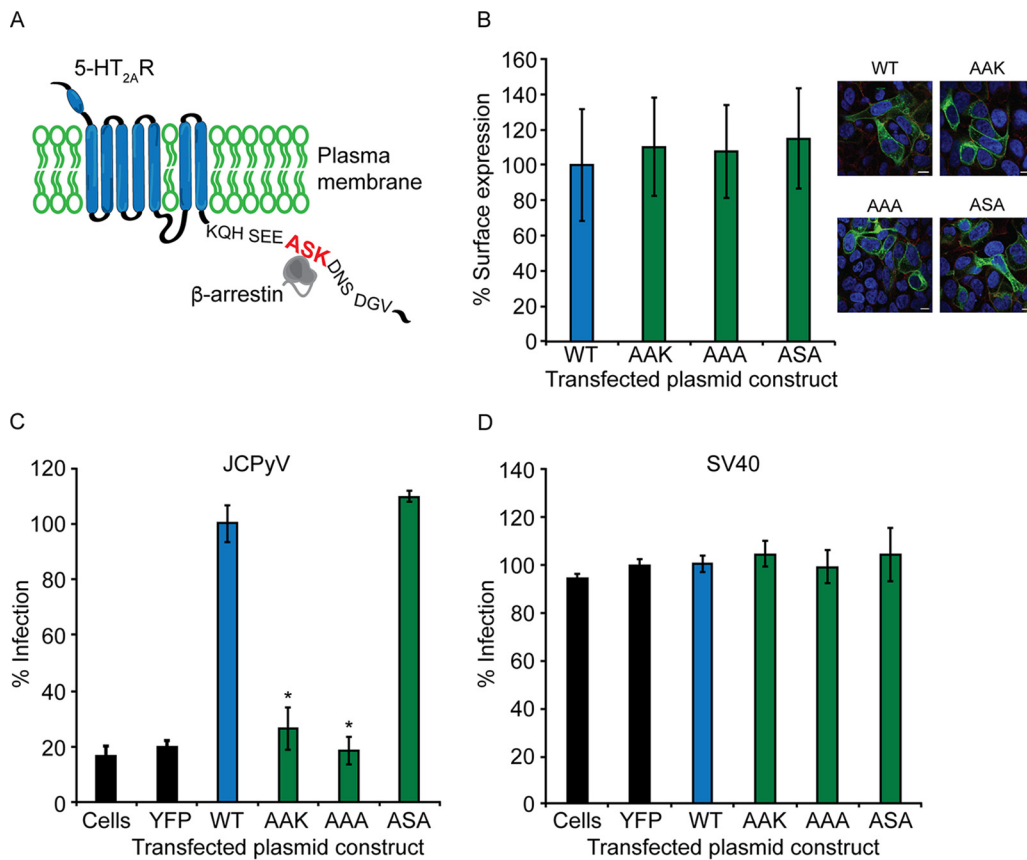 A
5-HT2AR
Plasma
membrane
KQH SEE ASK DNS DGV
β-arrestin
B
160
140
120
100
80
60
40
20
0
% Surface expression
WT
AAK
AAA
ASA
Transfected plasmid construct
WT
AAK
AAA
ASA
C
JCPyV
120
100
80
60
40
20
0
% Infection
*
*
Cells
YFP
WT
AAK
AAA
ASA
Transfected plasmid construct
D
SV40
140
120
100
80
60
40
20
0
% Infection
Cells
YFP
WT
AAK
AAA
ASA
Transfected plasmid construct